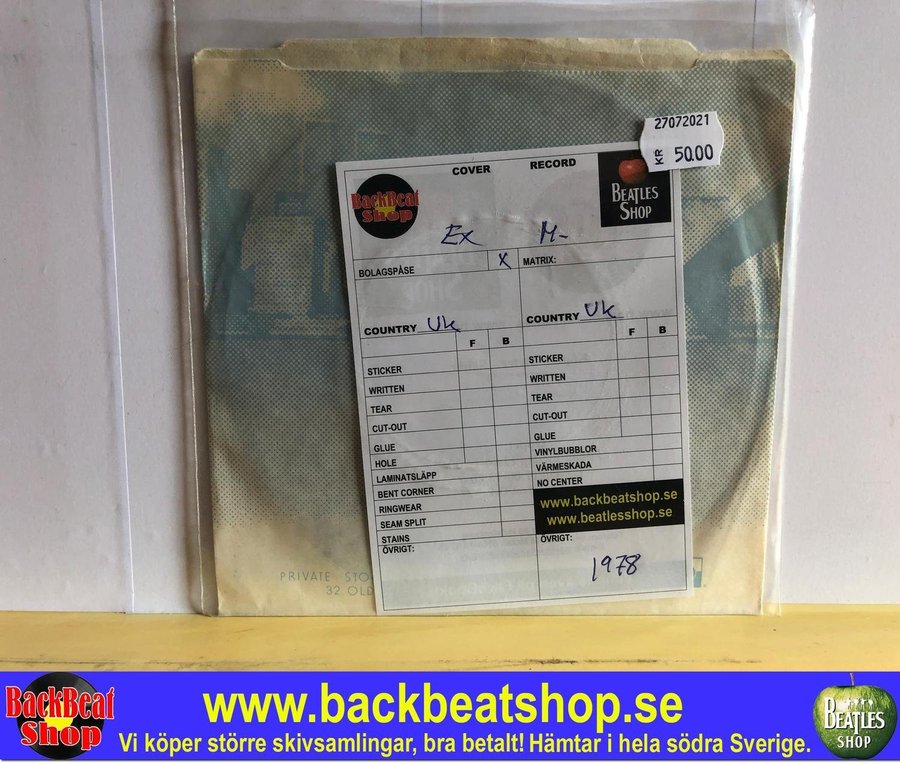 27072021
KR 50.00
COVER RECORD
BackBeat Shop
BEATLES SHOP
Ex M-
BOLAGSPÅSE X MATRIX:
COUNTRY Uk COUNTRY Uk
F B F B
STICKER STICKER
WRITTEN WRITTEN
TEAR TEAR
CUT-OUT CUT-OUT
GLUE GLUE
HOLE VINYLBUBBLOR
LAMINATSLÄPP VÄRMESKADA
BENT CORNER NO CENTER
RINGWEAR www.backbeatshop.se
SEAM SPLIT www.beatlesshop.se
STAINS
ÖVRIGT: ÖVRIGT:
1978
PRIVATE STO
32 OLD
BackBeat Shop
www.backbeatshop.se
Vi köper större skivsamlingar, bra betalt! Hämtar i hela södra Sverige.
BEATLES SHOP